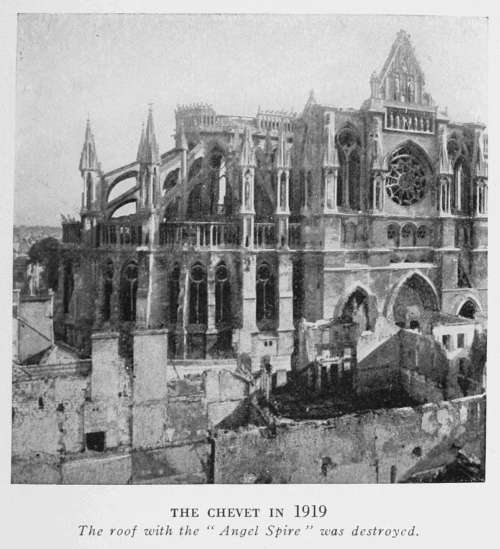 THE CHEVET IN 1919
The roof with the "Angel Spire" was destroyed.